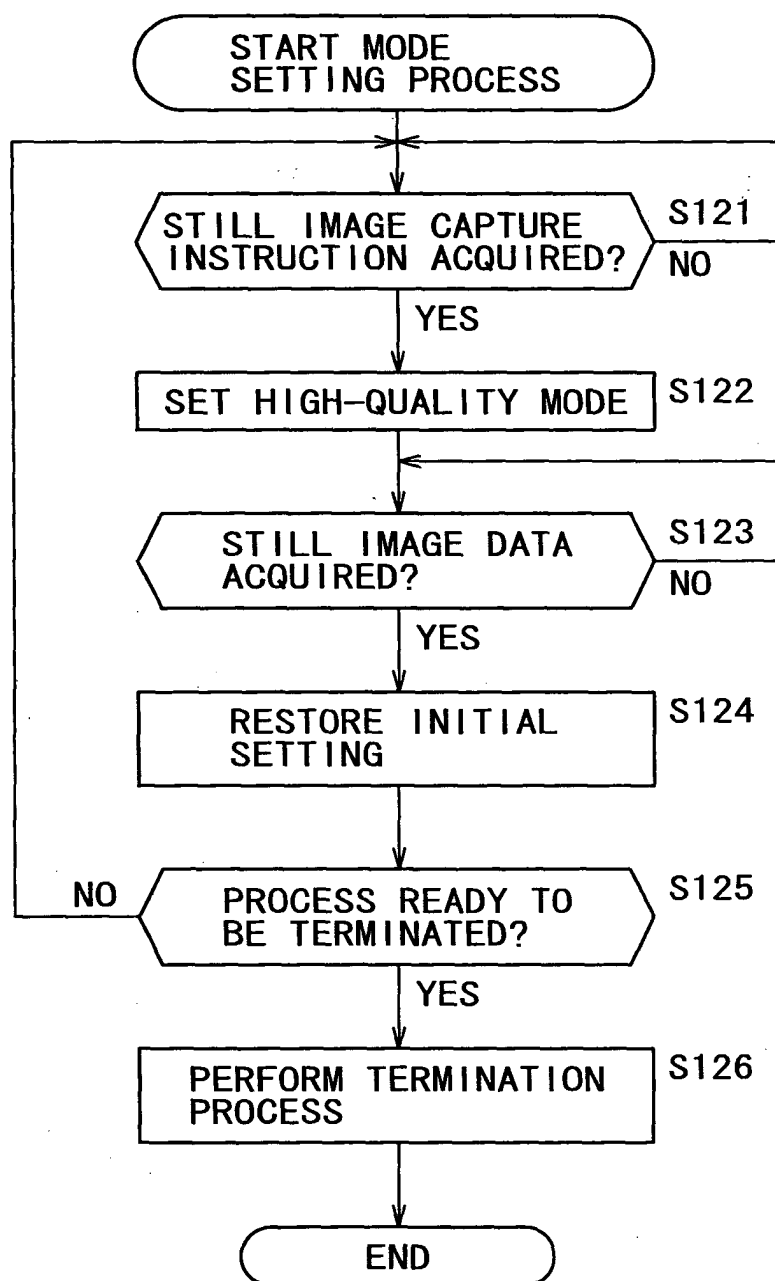 START MODE
SETTING PROCESS
STILL IMAGE CAPTURE
INSTRUCTION ACQUIRED?
S121
NO
YES
SET HIGH-QUALITY MODE
S122
STILL IMAGE DATA
ACQUIRED?
S123
NO
YES
RESTORE INITIAL
SETTING
S124
NO
PROCESS READY TO
BE TERMINATED?
S125
YES
PERFORM TERMINATION
PROCESS
S126
END